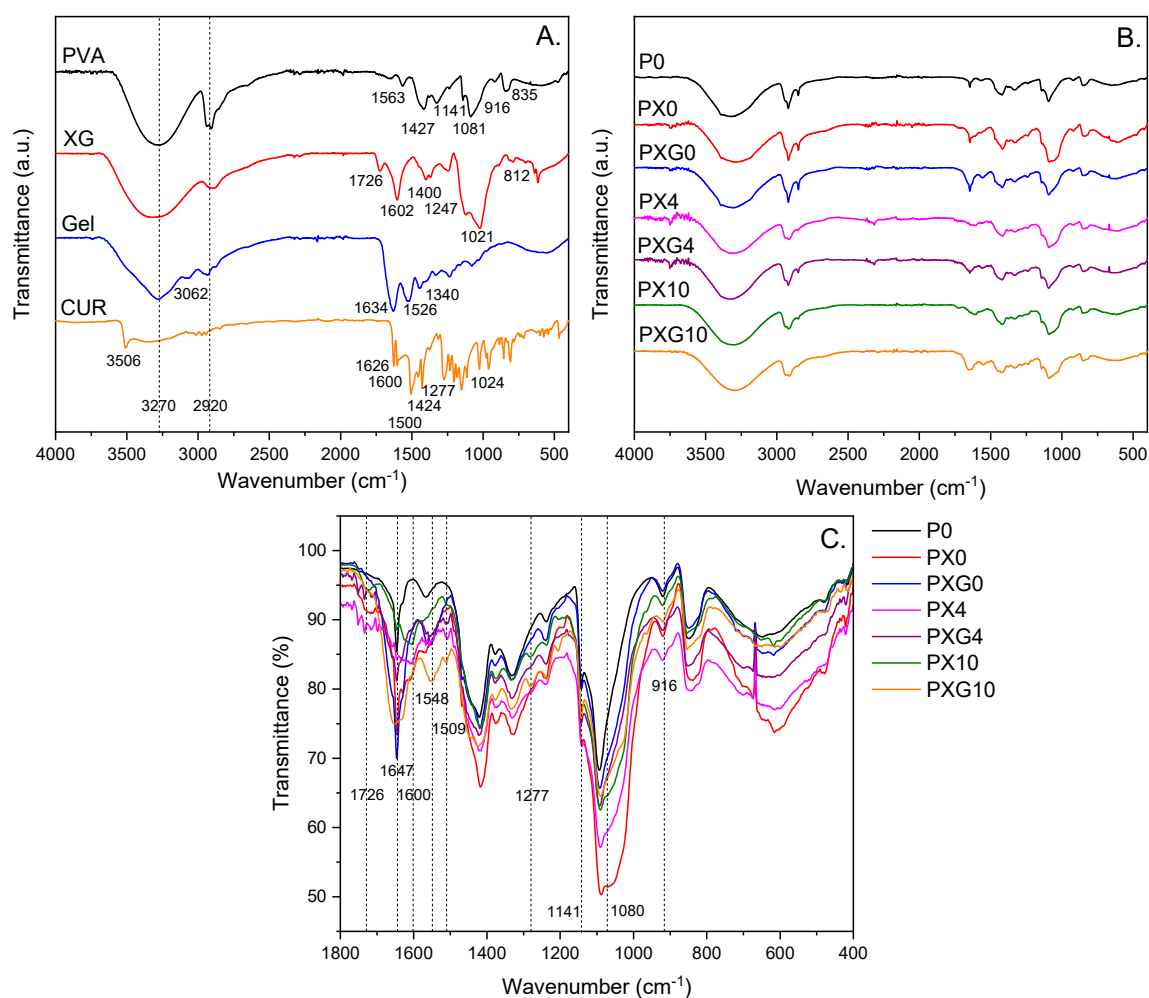 A.
PVA
1563
1427
1141
1081
916
835
XG
1726
1602
1400
1247
1021
812
Gel
3062
1634
1526
1340
CUR
3506
3270
2920
1626
1600
1500
1424
1277
1024
4000 3500 3000 2500 2000 1500 1000 500
Wavenumber (cm-1)
Transmittance (a.u.)
B.
P0
PX0
PXG0
PX4
PXG4
PX10
PXG10
4000 3500 3000 2500 2000 1500 1000 500
Wavenumber (cm-1)
Transmittance (a.u.)
C.
100
90
80
70
60
50
Transmittance (%)
1726
1647
1600
1548
1509
1277
1141
1080
916
1800 1600 1400 1200 1000 800 600 400
Wavenumber (cm-1)
P0
PX0
PXG0
PX4
PXG4
PX10
PXG10